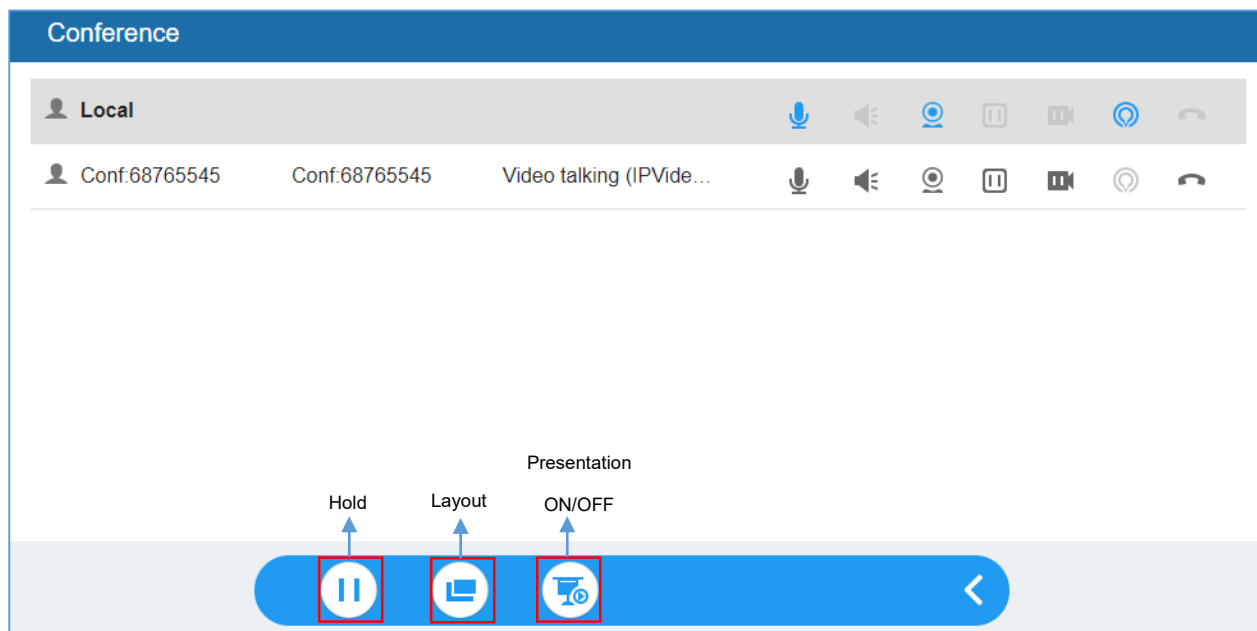 Conference
Local
Conf:68765545 Conf:68765545 Video talking (IPVide...
Presentation
Hold Layout ON/OFF